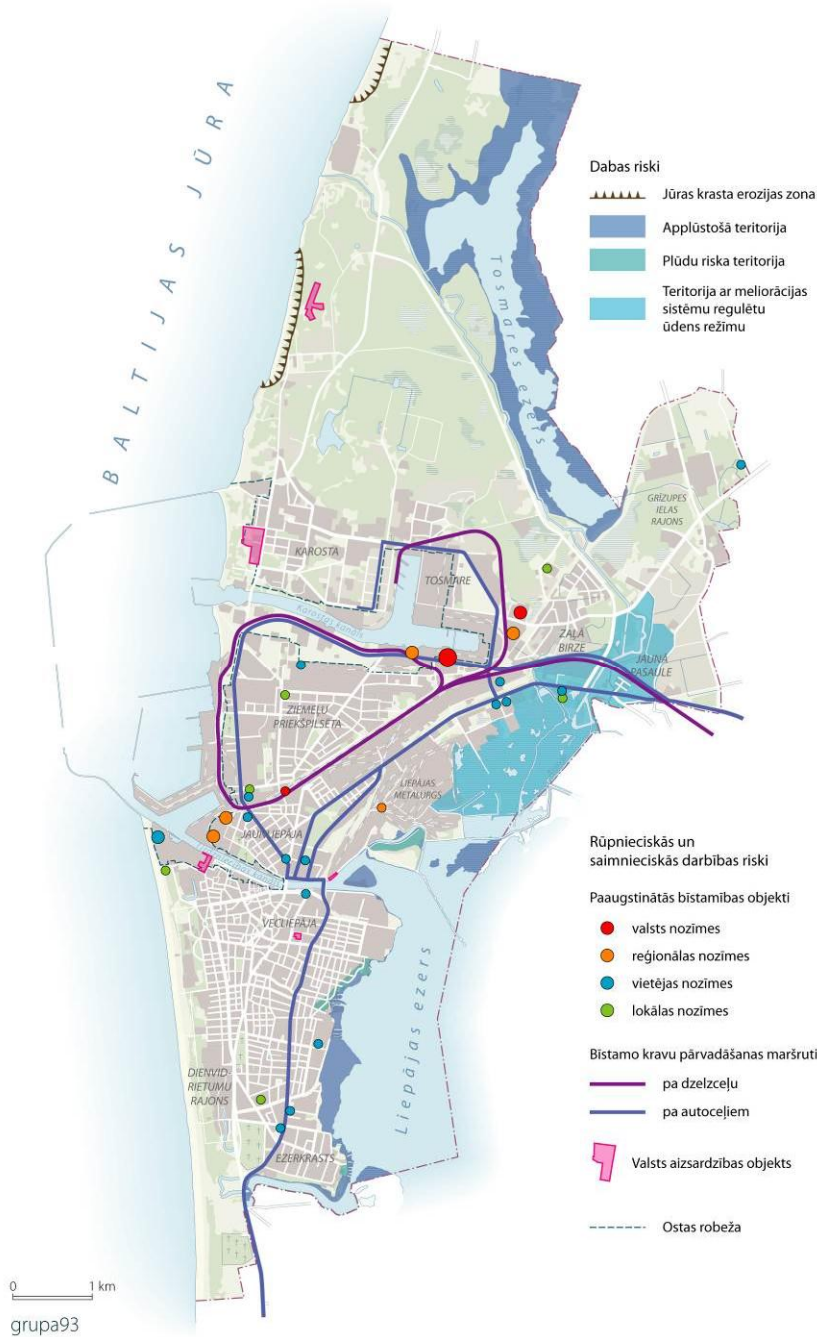 BALTIJAS JŪRA
Tosmares ezers
Dabas riski
Jūras krasta erozijas zona
Applūstošā teritorija
Plūdu riska teritorija
Teritorija ar meliorācijas
sistēmu regulētu
ūdens režīmu
GRĪZUPES
IELAS
RAJONS
KAROSTA
TOSMARE
Karostas kanāls
ZAĻĀ
BIRZE
JAUNĀ
PASAULE
ZIEMEĻU
PRIEKŠPILSĒTA
LIEPĀJAS
METALURGS
JAUNLIEPĀJA
Tirdzniecības kanāls
VECLIEPĀJA
Liepājas ezers
DIENVID-
RIETUMU
RAJONS
EZERKRASTS
Rūpnieciskās un
saimnieciskās darbības riski
Paaugstinātās bīstamības objekti
valsts nozīmes
reģionālas nozīmes
vietējas nozīmes
lokālas nozīmes
Bīstamo kravu pārvadāšanas maršruti
pa dzelzceļu
pa autoceļiem
Valsts aizsardzības objekts
Ostas robeža
0 1 km
grupa93